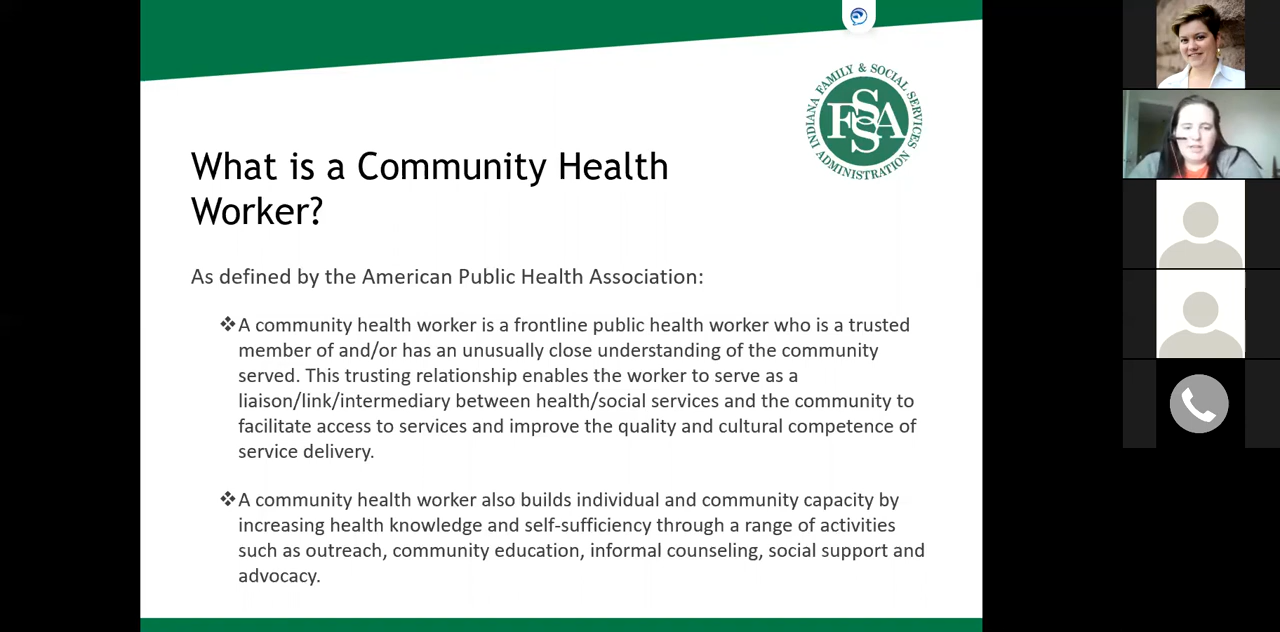 What is a Community Health
Worker?
INDIANA FAMILY & SOCIAL SERVICES ADMINISTRATION
FSSA
As defined by the American Public Health Association:
❖A community health worker is a frontline public health worker who is a trusted
member of and/or has an unusually close understanding of the community
served. This trusting relationship enables the worker to serve as a
liaison/link/intermediary between health/social services and the community to
facilitate access to services and improve the quality and cultural competence of
service delivery.
❖A community health worker also builds individual and community capacity by
increasing health knowledge and self-sufficiency through a range of activities
such as outreach, community education, informal counseling, social support and
advocacy.